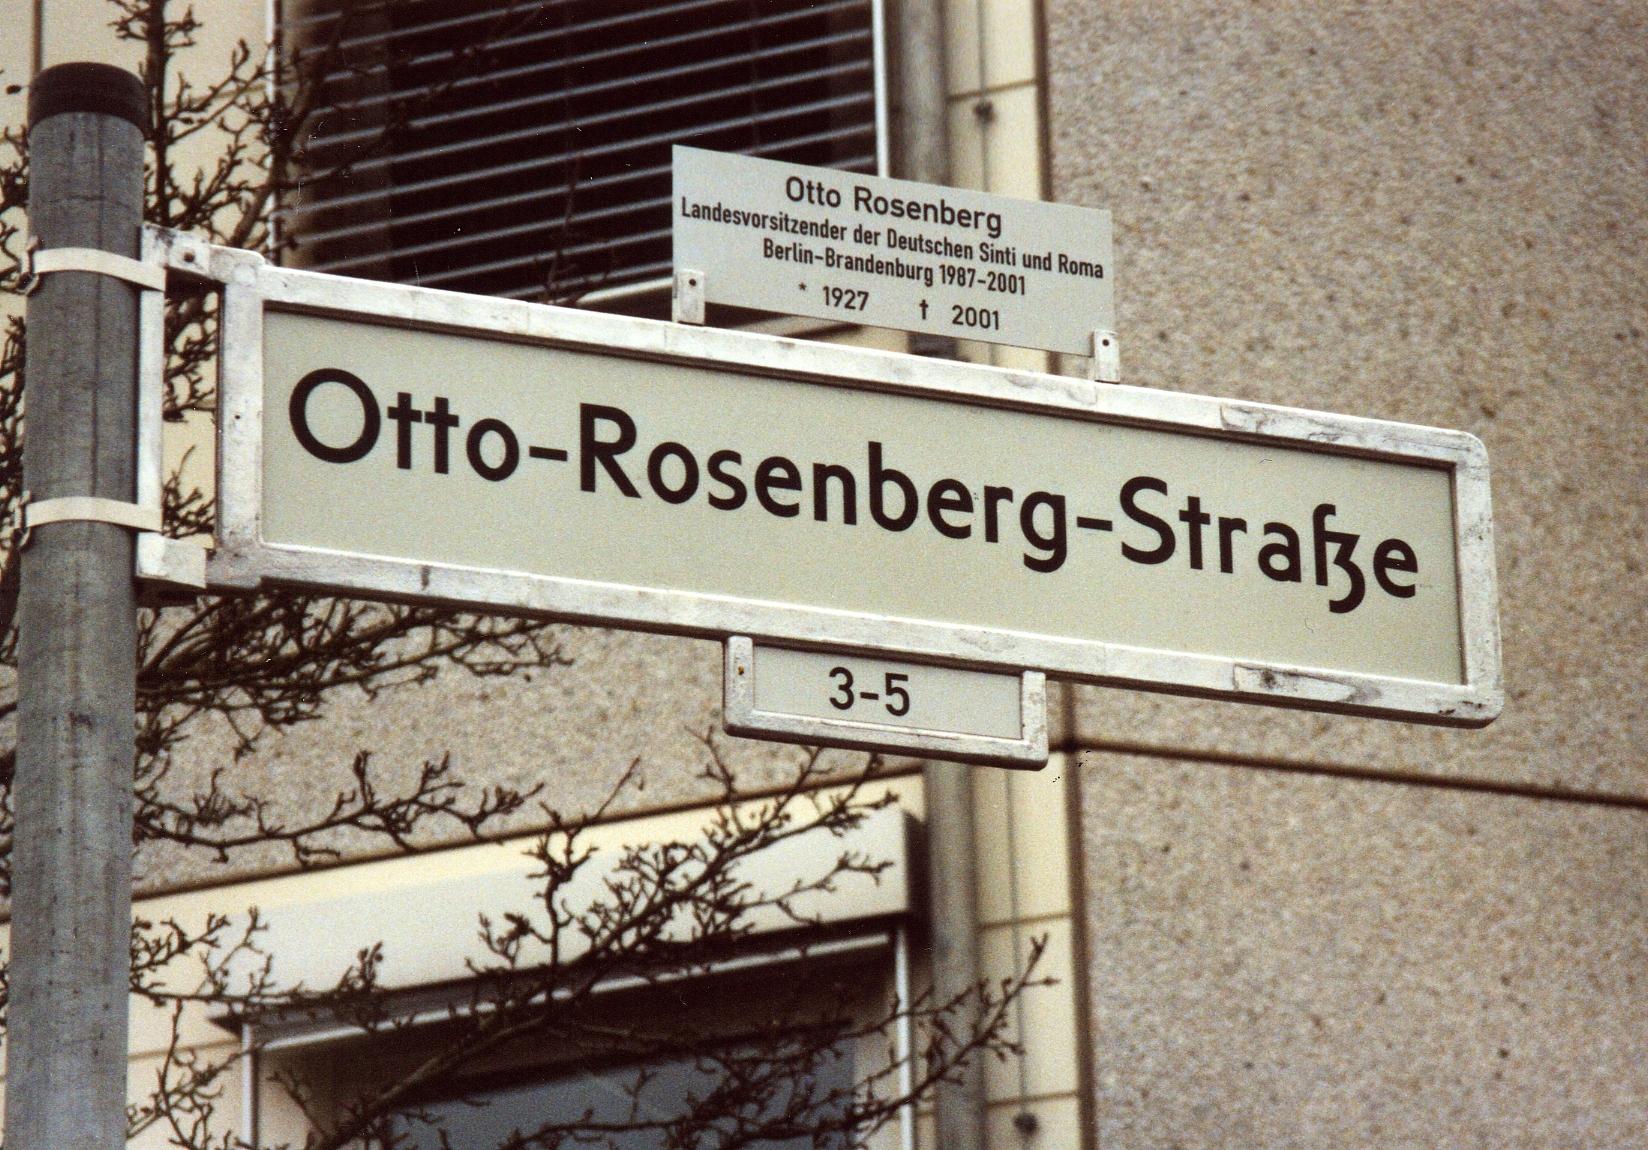 Otto Rosenberg
Landesvorsitzender der Deutschen Sinti und Roma
Berlin-Brandenburg 1987-2001
* 1927 † 2001
Otto-Rosenberg-Straße
3-5